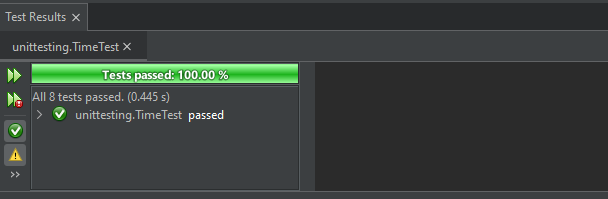 Test Results ×
unittesting.TimeTest ×
Tests passed: 100.00 %
All 8 tests passed. (0.445 s)
unittesting.TimeTest passed